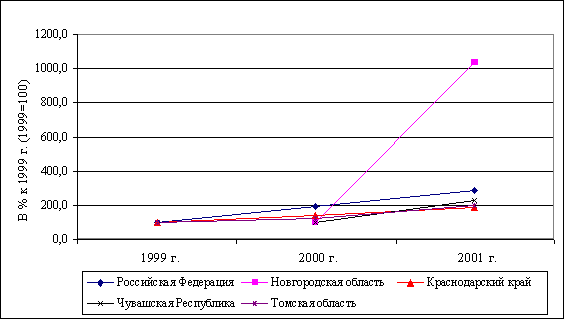 В % к 1999 г. (1999=100)
1200,0
1000,0
800,0
600,0
400,0
200,0
0,0
1999 г. 2000 г. 2001 г.
Российская Федерация Новгородская область Краснодарский край
Чувашская Республика Томская область